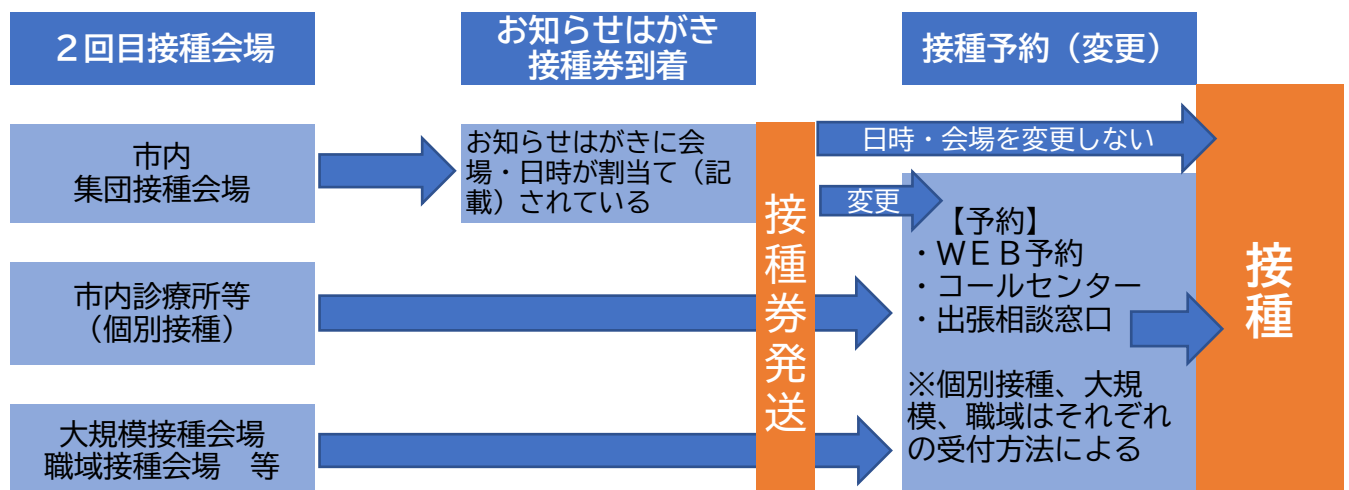 ２回目接種会場
お知らせはがき
接種券到着
接種予約（変更）
市内
集団接種会場
お知らせはがきに会
場・日時が割当て（記
載）されている
日時・会場を変更しない
変更
市内診療所等
（個別接種）
大規模接種会場
職域接種会場　等
接種券発送
【予約】
・ＷＥＢ予約
・コールセンター
・出張相談窓口
※個別接種、大規
模、職域はそれぞれ
の受付方法による
接種